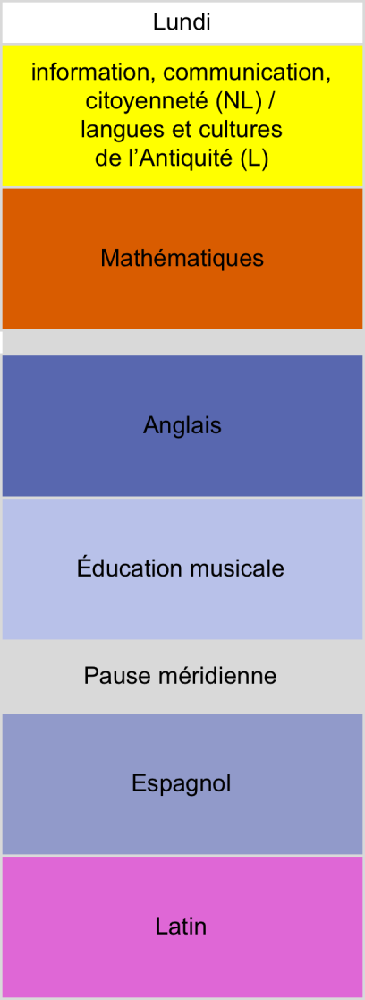 Lundi
information, communication,
citoyenneté (NL) /
langues et cultures
de l’Antiquité (L)
Mathématiques
Anglais
Éducation musicale
Pause méridienne
Espagnol
Latin